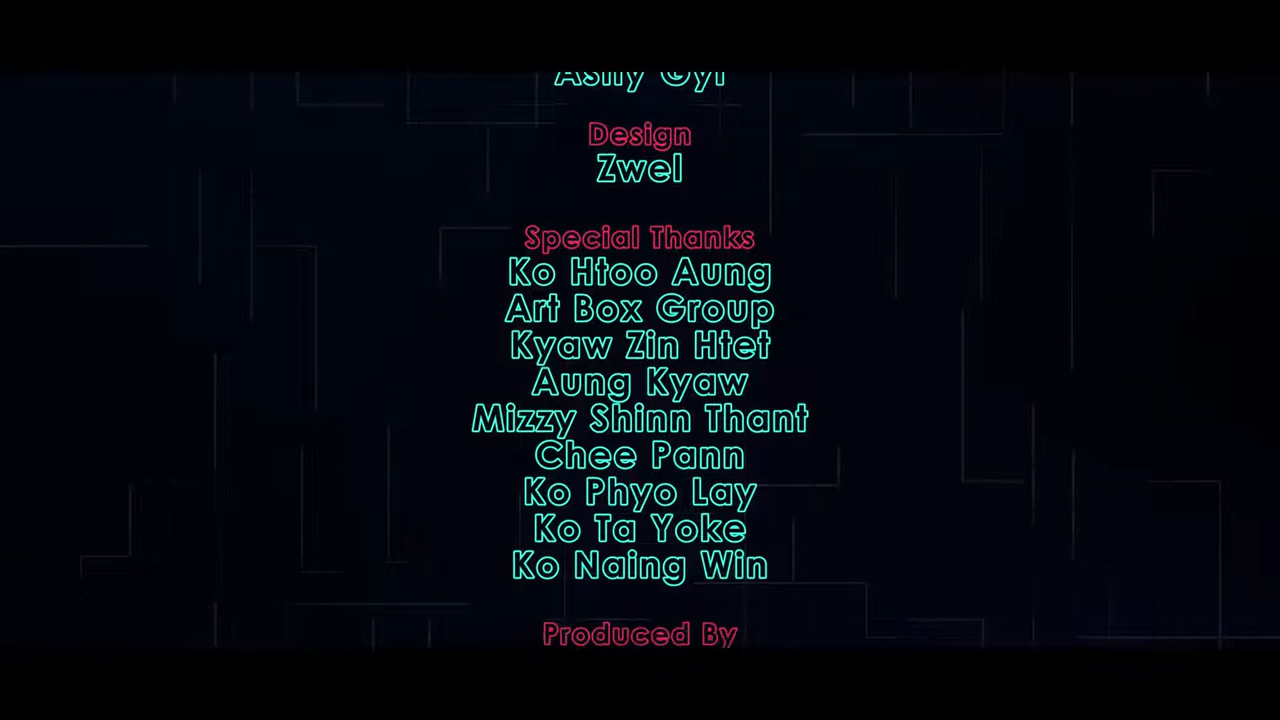 Design
Zwel
Special Thanks
Ko Htoo Aung
Art Box Group
Kyaw Zin Htet
Aung Kyaw
Mizzy Shinn Thant
Chee Pann
Ko Phyo Lay
Ko Ta Yoke
Ko Naing Win
Produced By